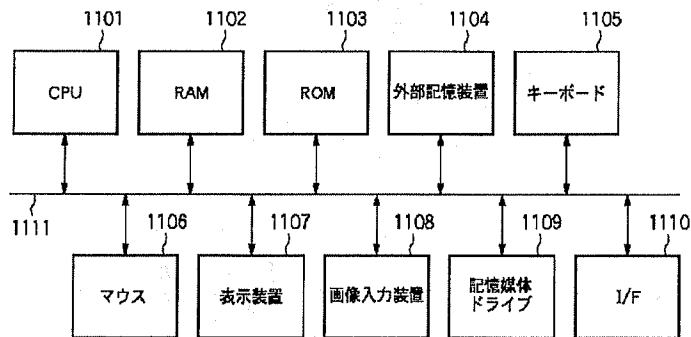 1101
1102
1103
1104
1105
CPU
RAM
ROM
外部記憶装置
キーボード
1111
1106
1107
1108
1109
1110
マウス
表示装置
画像入力装置
記憶媒体
ドライブ
I/F